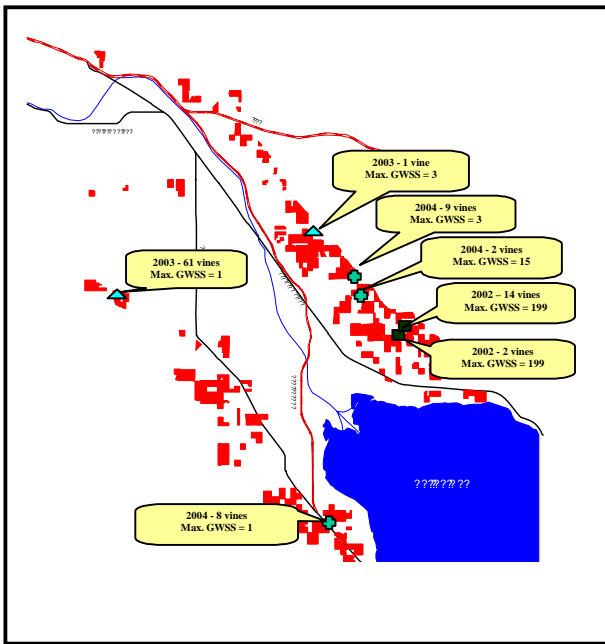 2003 - 1 vine
Max. GWSS = 3
2004 - 9 vines
Max. GWSS = 3
2004 - 2 vines
Max. GWSS = 15
2003 - 61 vines
Max. GWSS = 1
2002 – 14 vines
Max. GWSS = 199
2002 - 2 vines
Max. GWSS = 199
2004 - 8 vines
Max. GWSS = 1